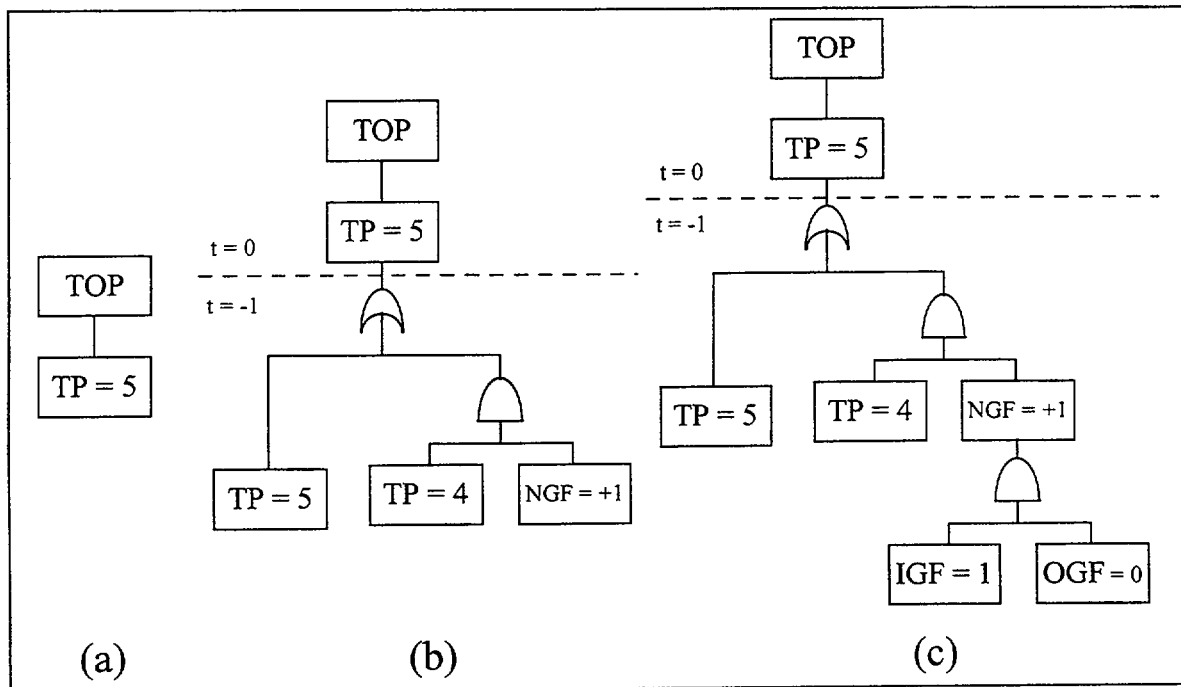 TOP
TP = 5
(a)
TOP
TP = 5
t = 0
t = -1
TP = 5
TP = 4
NGF = +1
(b)
TOP
TP = 5
t = 0
t = -1
TP = 5
TP = 4
NGF = +1
IGF = 1
OGF = 0
(c)